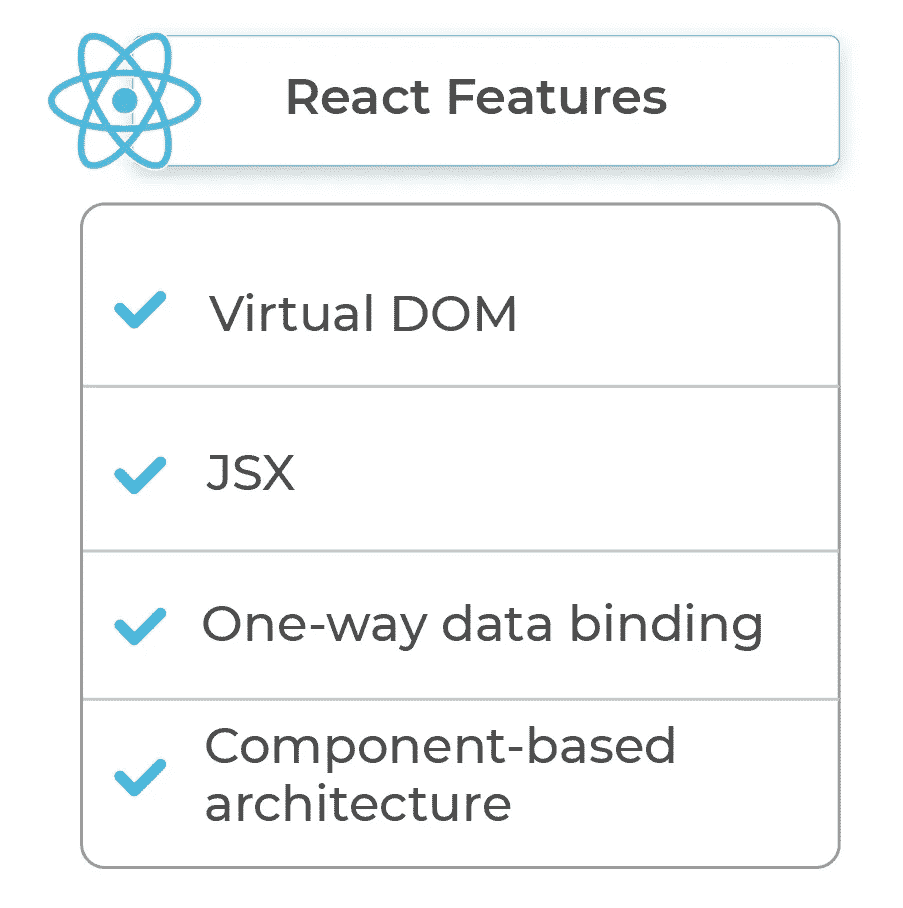 React Features
Virtual DOM
JSX
One-way data binding
Component-based
architecture